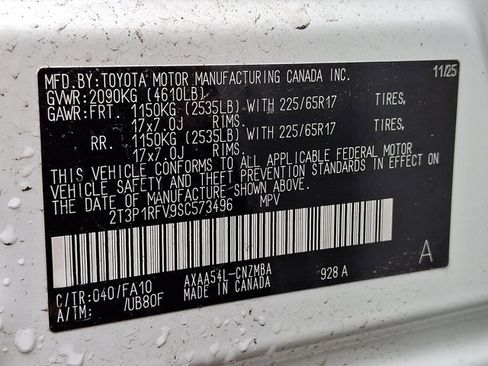 MFD.BY:TOYOTA MOTOR MANUFACTURING CANADA INC. 11/25
GVWR:2090KG (4610LB)
GAWR:FRT. 1150KG (2535LB) WITH 225/65R17 TIRES,
17x7.0J RIMS.
RR. 1150KG (2535LB) WITH 225/65R17 TIRES,
17x7.0J RIMS.
THIS VEHICLE CONFORMS TO ALL APPLICABLE FEDERAL MOTOR
VEHICLE SAFETY AND THEFT PREVENTION STANDARDS IN EFFECT ON
THE DATE OF MANUFACTURE SHOWN ABOVE.
2T3P1RFV9SC573496 MPV
A
C/TR:040/FA10 AXAA54L-CNZMBA 928A
A/TM: /UB80F MADE IN CANADA